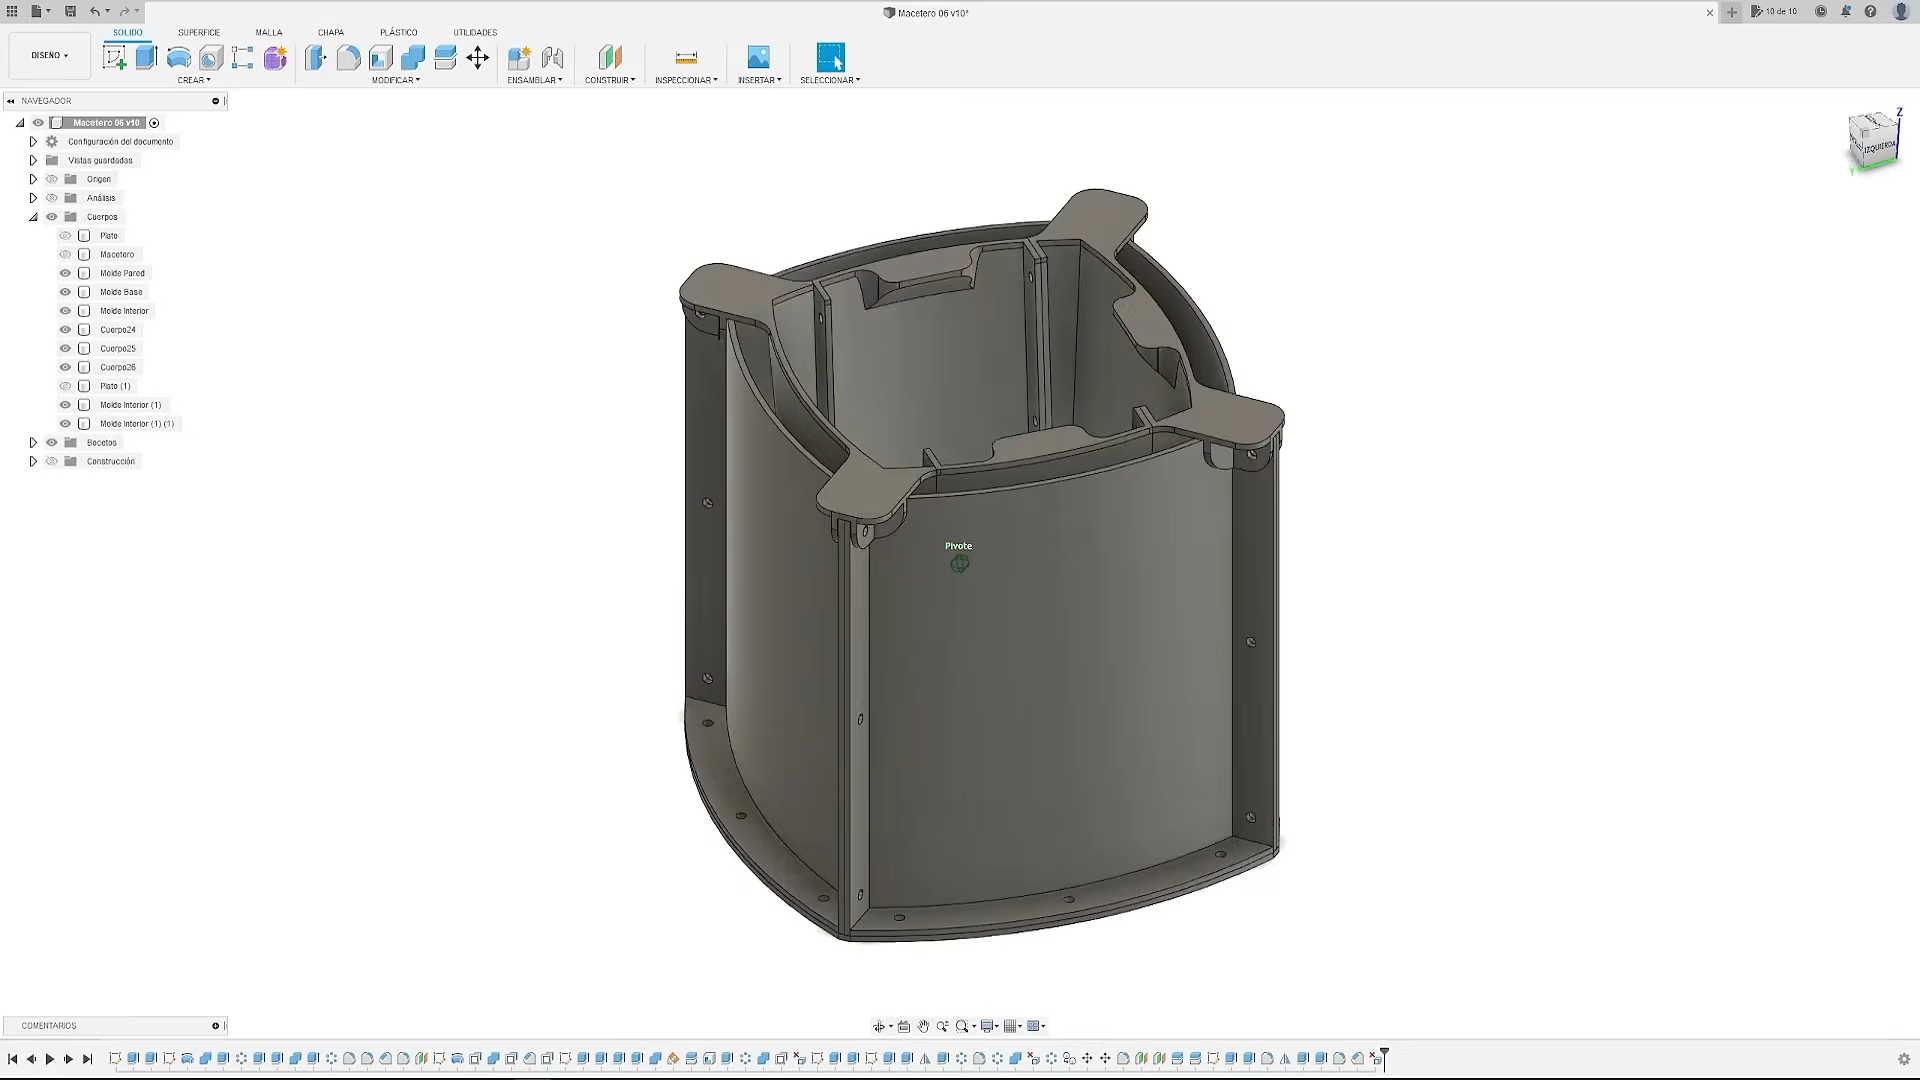 Macetero 06 v10*
10 de 10
SÓLIDO
SUPERFICIE
MALLA
CHAPA
PLÁSTICO
UTILIDADES
DISEÑO
CREAR
MODIFICAR
ENSAMBLAR
CONSTRUIR
INSPECCIONAR
INSERTAR
SELECCIONAR
NAVEGADOR
Macetero 06 v10
Configuración del documento
Vistas guardadas
Origen
Análisis
Cuerpos
Plato
Macetero
Molde Pared
Molde Base
Molde Interior
Cuerpo24
Cuerpo25
Cuerpo26
Plato (1)
Molde Interior (1)
Molde Interior (1) (1)
Bocetos
Construcción
Z
IZQUIERDA
Y
Pivote
COMENTARIOS